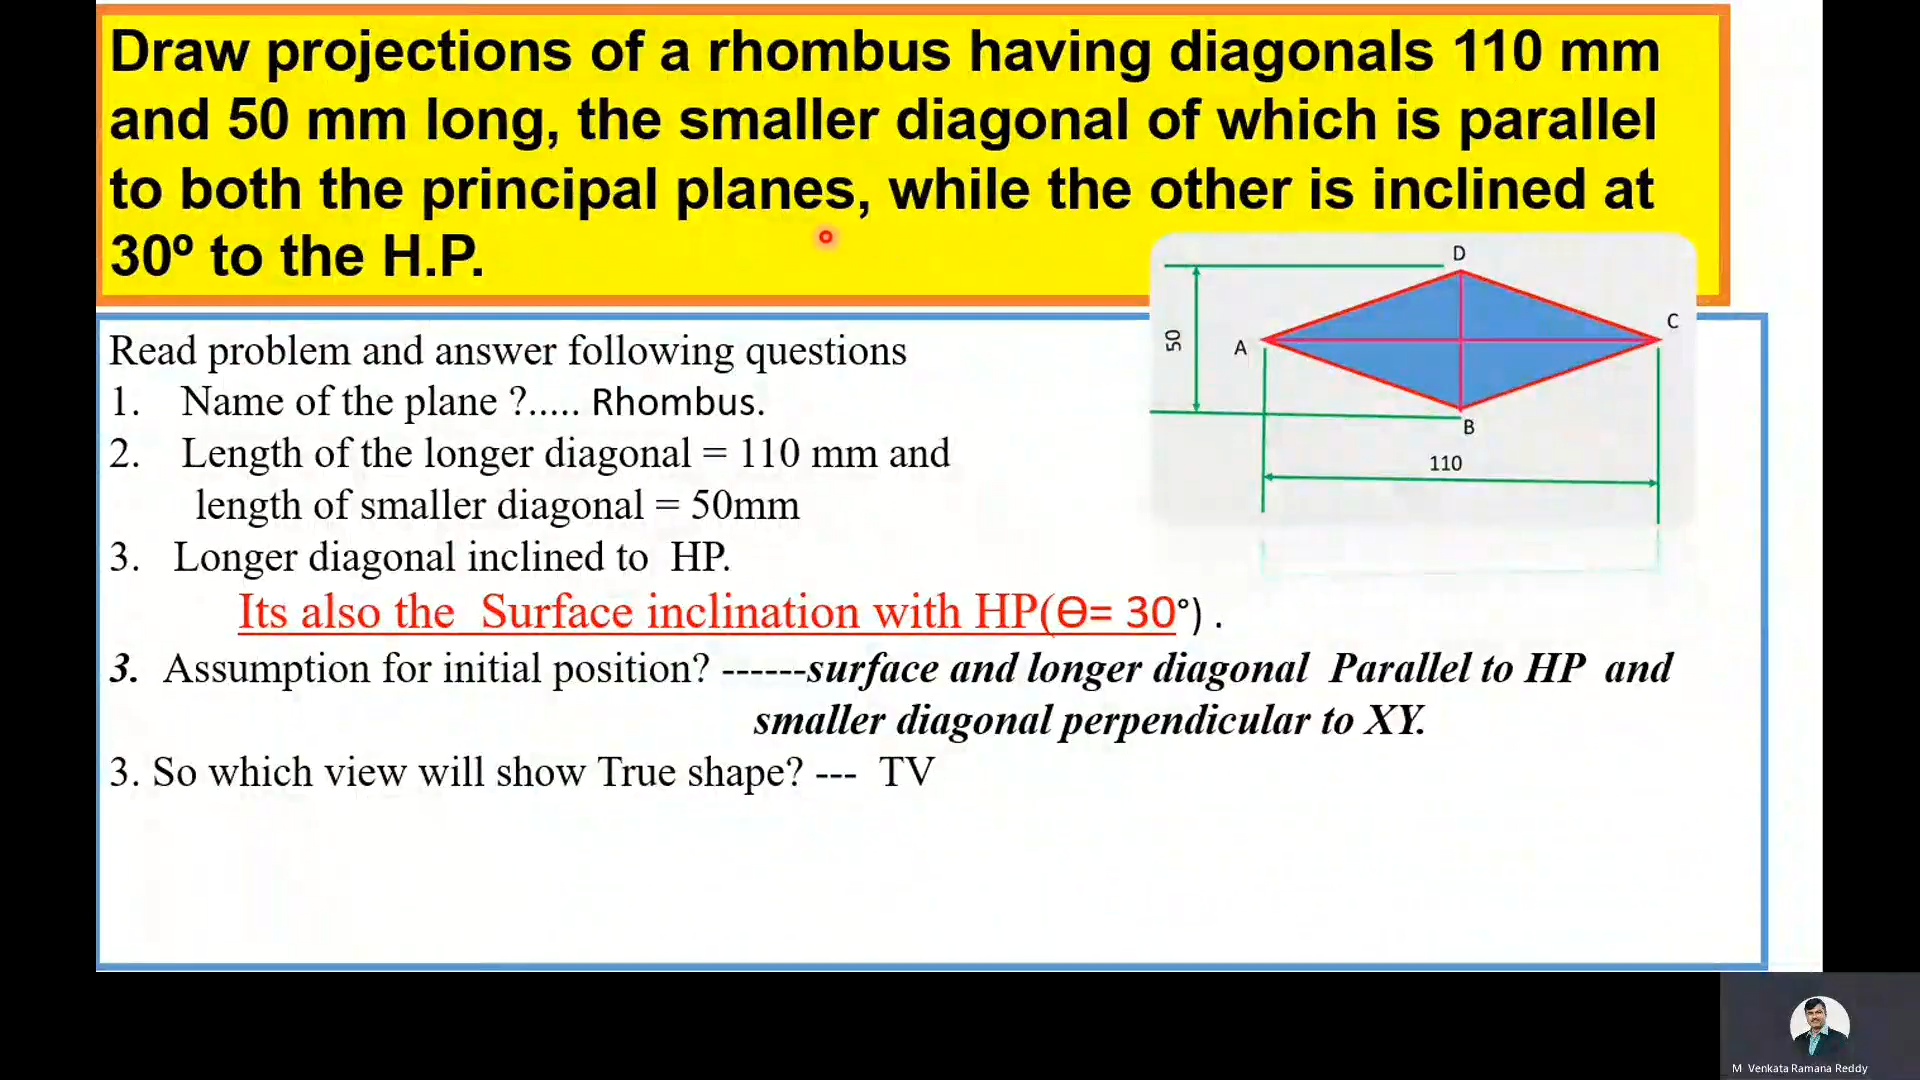 Draw projections of a rhombus having diagonals 110 mm
and 50 mm long, the smaller diagonal of which is parallel
to both the principal planes, while the other is inclined at
30º to the H.P.
D
C
A
50
B
110
Read problem and answer following questions
1. Name of the plane ?..... Rhombus.
2. Length of the longer diagonal = 110 mm and
length of smaller diagonal = 50mm
3. Longer diagonal inclined to HP.
Its also the Surface inclination with HP(Ɵ= 30°) .
3. Assumption for initial position? ------surface and longer diagonal Parallel to HP and
smaller diagonal perpendicular to XY.
3. So which view will show True shape? --- TV
M Venkata Ramana Reddy